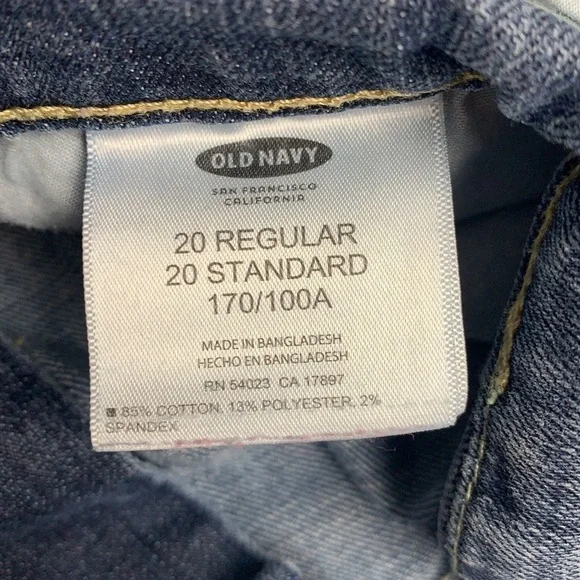 OLD NAVY
SAN FRANCISCO
CALIFORNIA
20 REGULAR
20 STANDARD
170/100A
MADE IN BANGLADESH
HECHO EN BANGLADESH
RN 54023 CA 17897
85% COTTON, 13% POLYESTER, 2%
SPANDEX